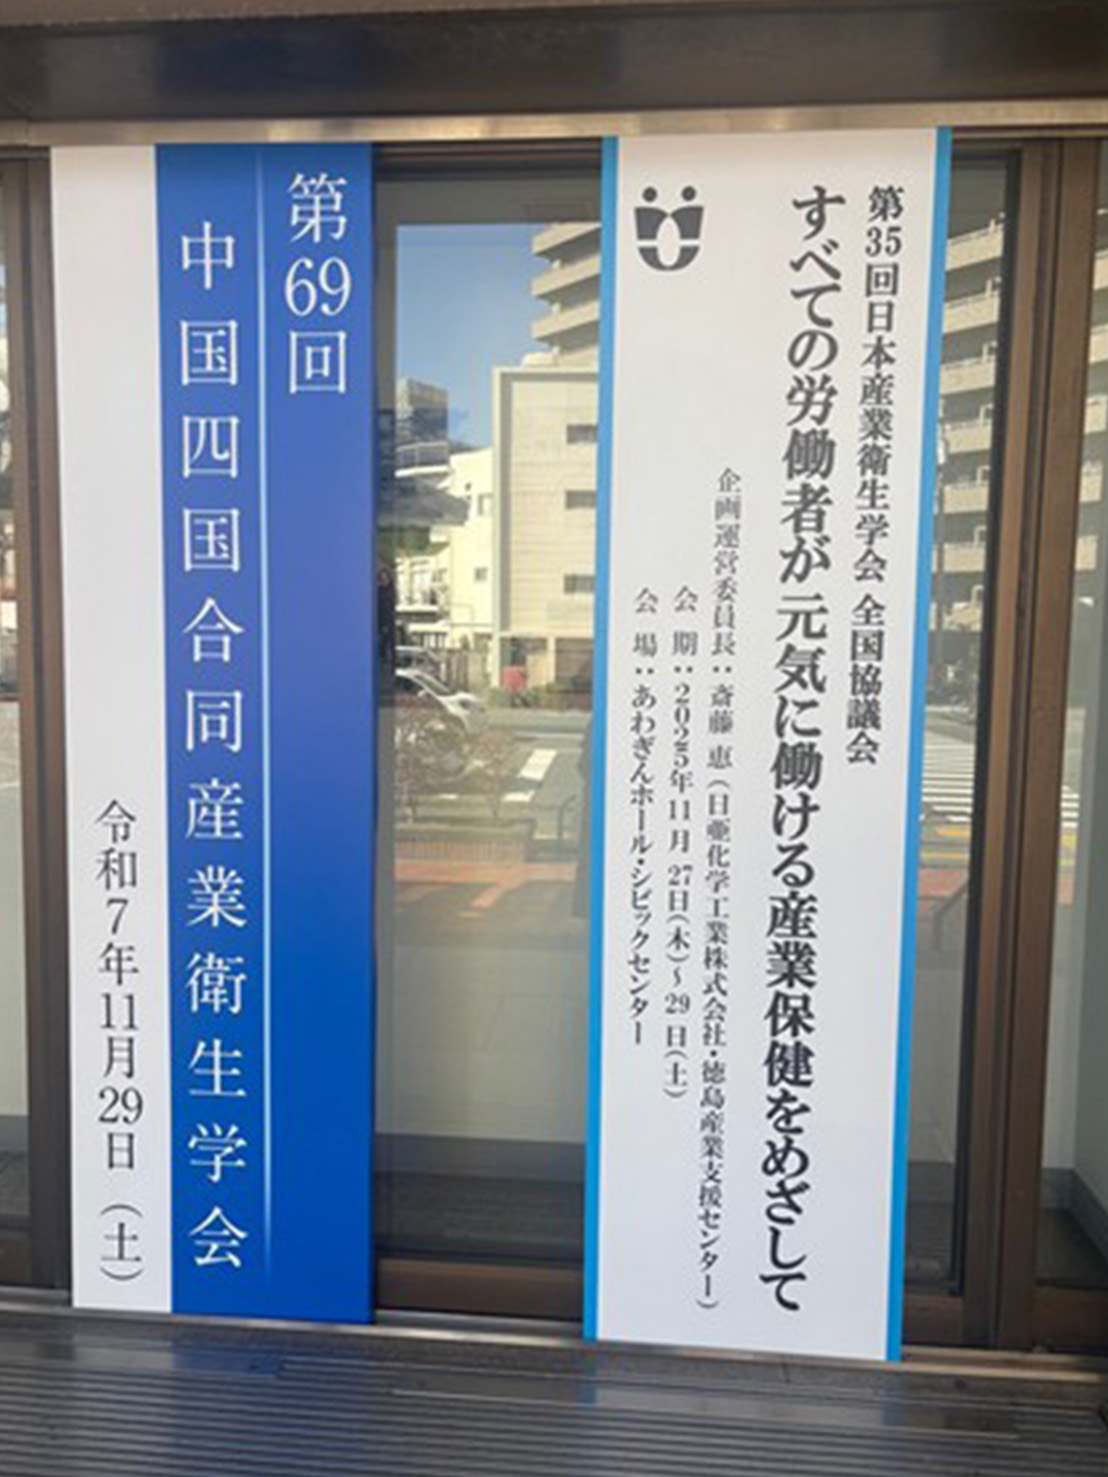 第35回日本産業衛生学会 全国協議会
すべての労働者が元気に働ける産業保健をめざして
企画運営委員長：斎藤 恵（日亜化学工業株式会社・徳島産業支援センター）
会 期：2025年11月 27日(木)～ 29 日(土)
会 場：あわぎんホール・シビックセンター
第69回
中国四国合同産業衛生学会
令和7年11月29日（土）